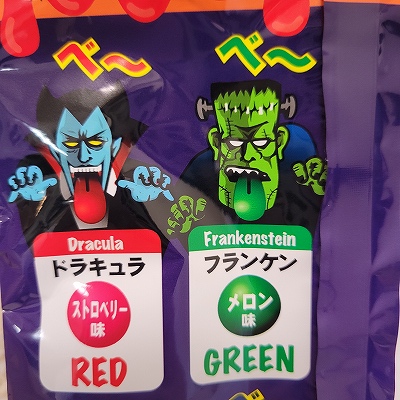 べ～
べ～
Dracula
ドラキュラ
ストロベリー
味
RED
Frankenstein
フランケン
メロン
味
GREEN